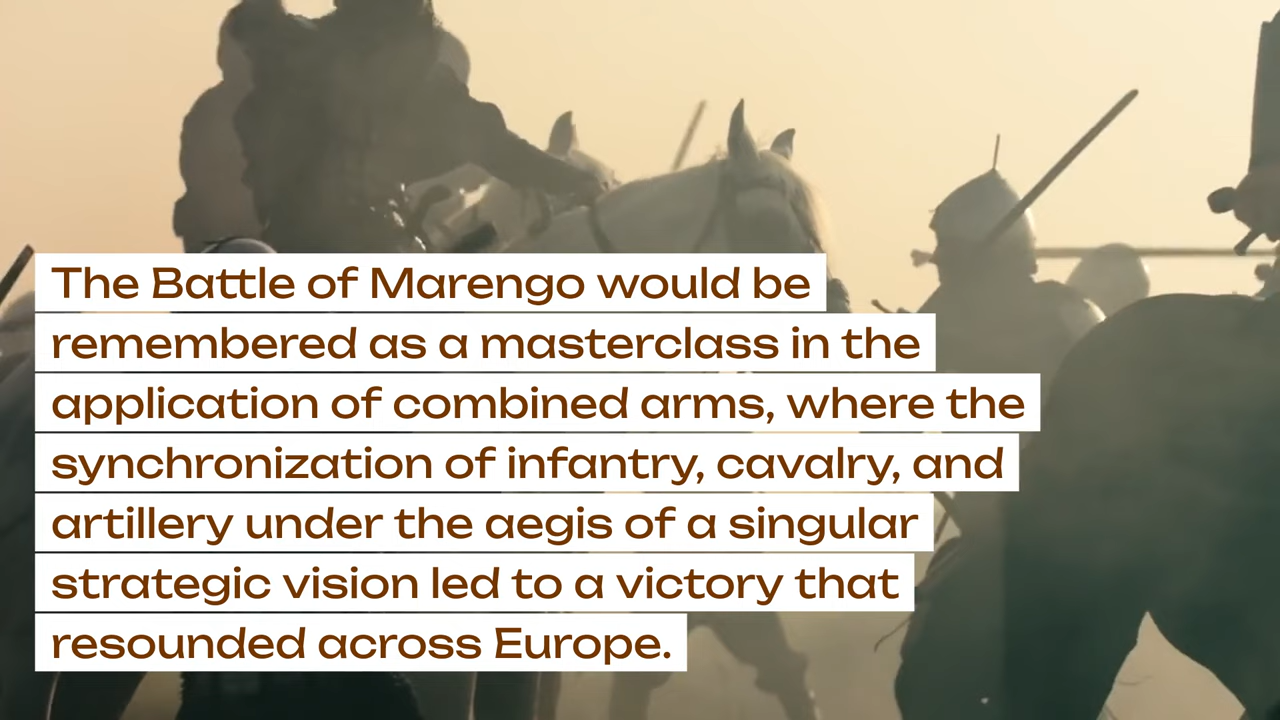 The Battle of Marengo would be
remembered as a masterclass in the
application of combined arms, where the
synchronization of infantry, cavalry, and
artillery under the aegis of a singular
strategic vision led to a victory that
resounded across Europe.